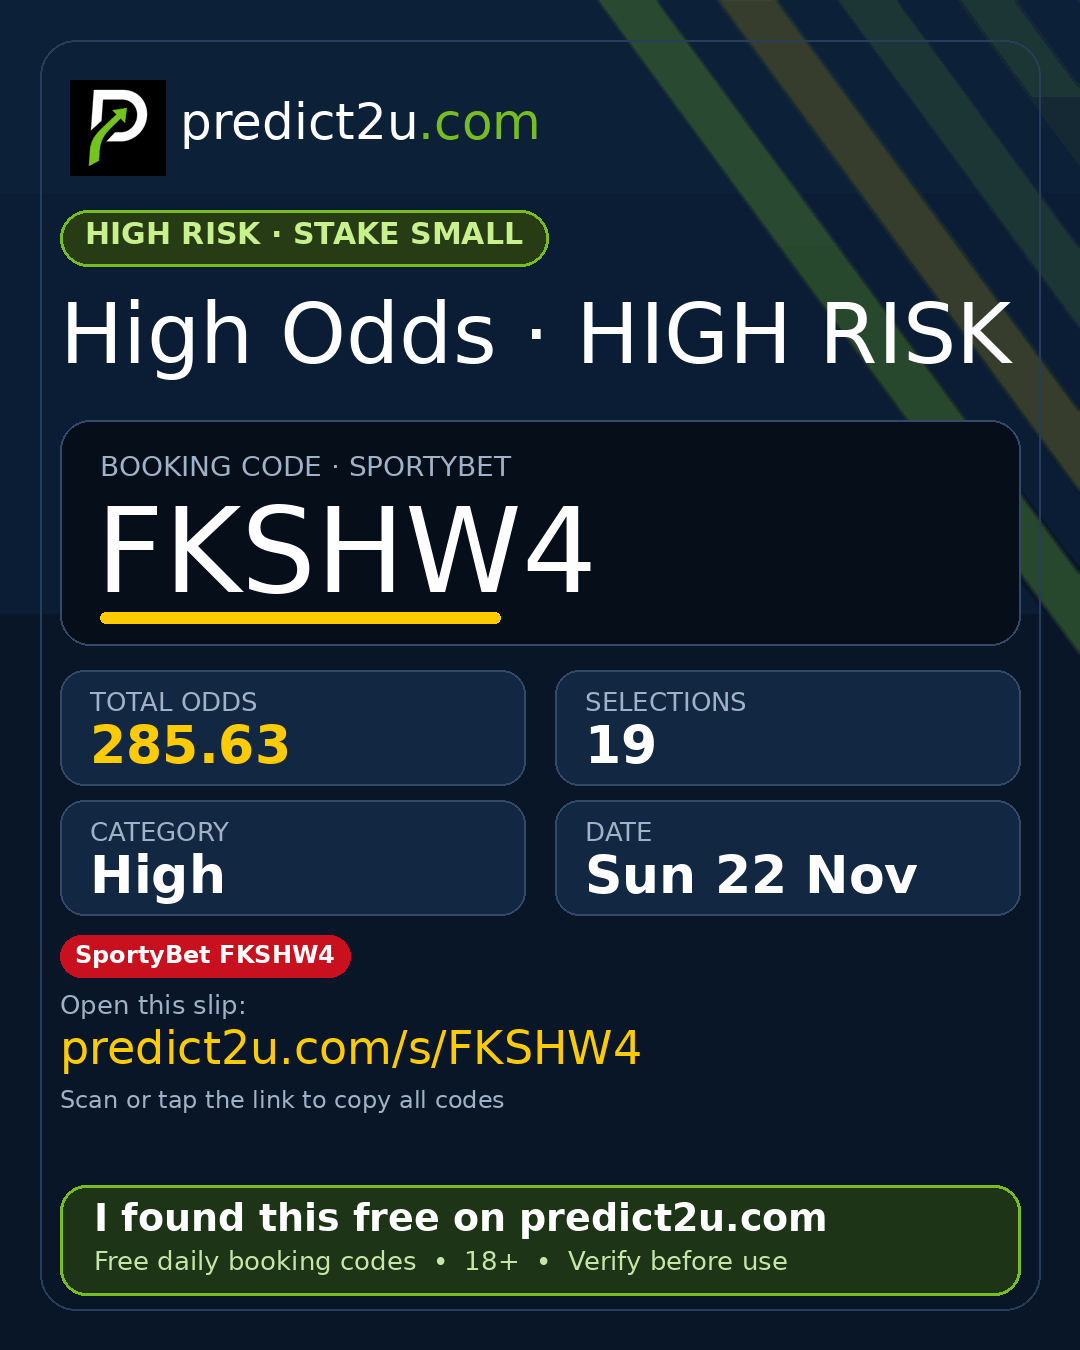 predict2u.com
HIGH RISK · STAKE SMALL
High Odds · HIGH RISK
BOOKING CODE · SPORTYBET
FKSHW4
TOTAL ODDS
285.63
SELECTIONS
19
CATEGORY
High
DATE
Sun 22 Nov
SportyBet FKSHW4
Open this slip:
predict2u.com/s/FKSHW4
Scan or tap the link to copy all codes
I found this free on predict2u.com
Free daily booking codes • 18+ • Verify before use